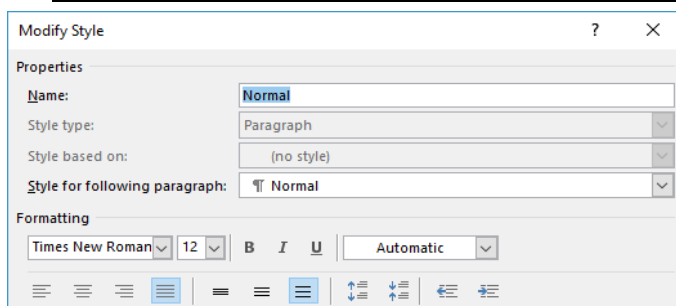 Modify Style ? ×
Properties
Name: Normal
Style type: Paragraph
Style based on: (no style)
Style for following paragraph: ¶ Normal
Formatting
Times New Roman 12 B I U Automatic